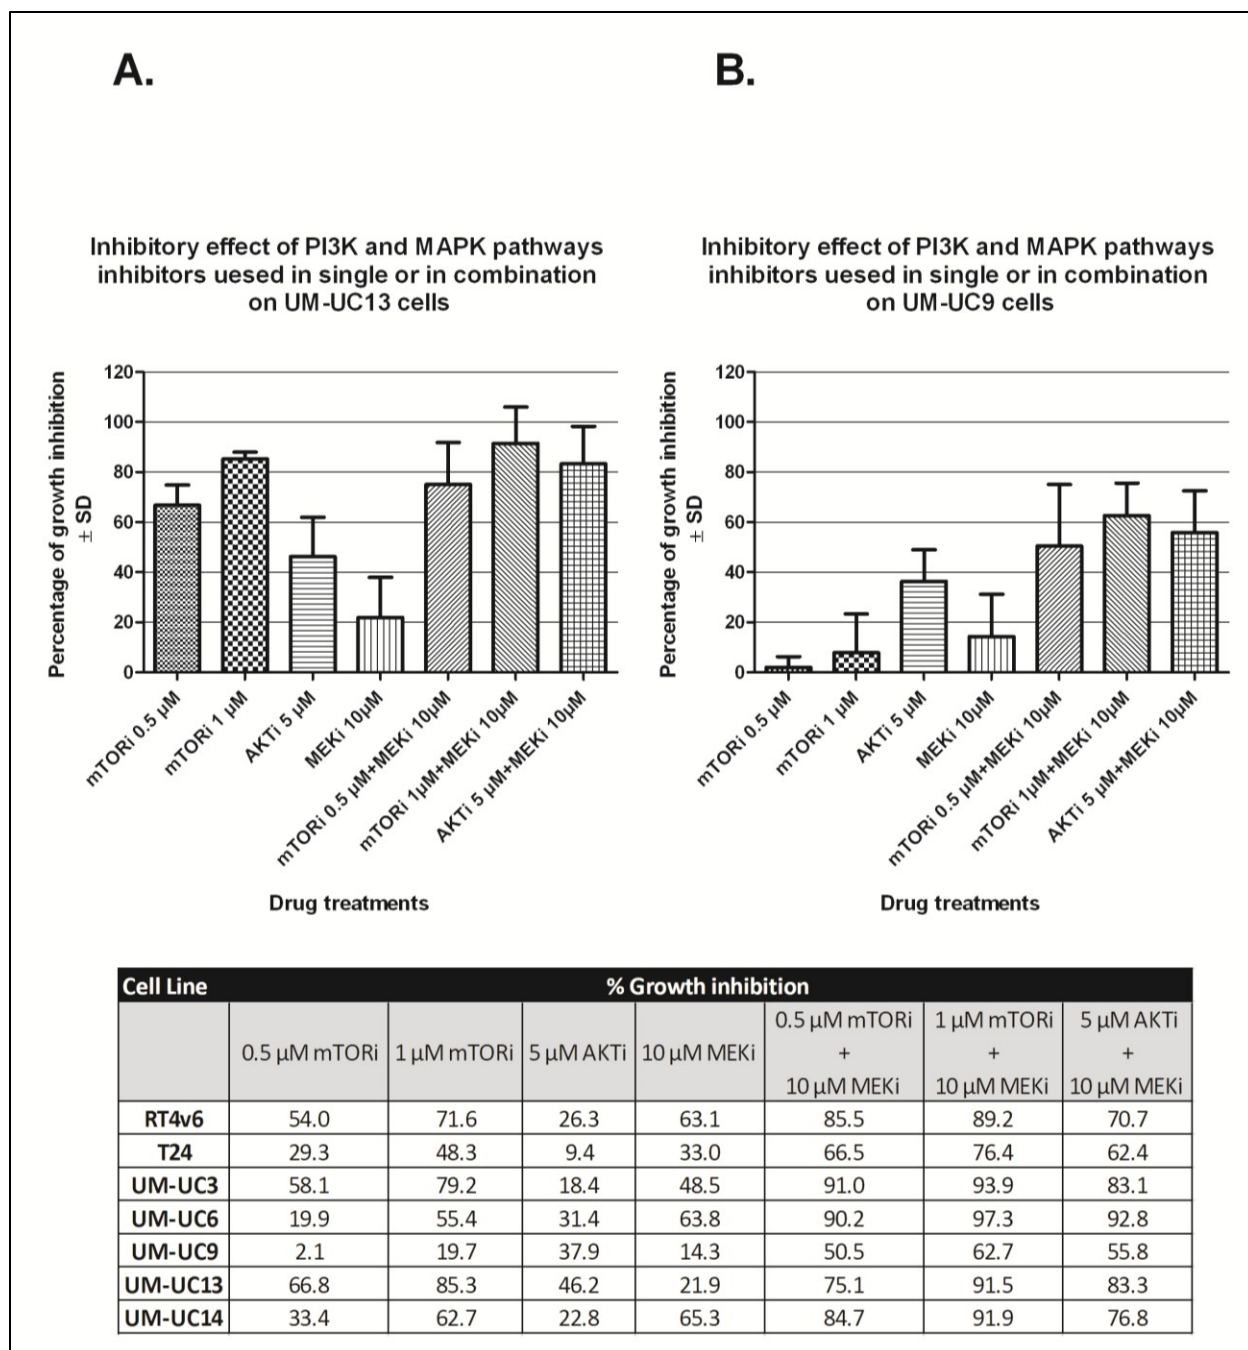 A.
B.
Inhibitory effect of PI3K and MAPK pathways
inhibitors uesed in single or in combination
on UM-UC13 cells
Percentage of growth inhibition
± SD
120
100
80
60
40
20
0
mTORi 0.5 µM
mTORi 1 µM
AKTi 5 µM
MEKi 10µM
mTORi 0.5 µM+MEKi 10µM
mTORi 1µM+MEKi 10µM
AKTi 5 µM+MEKi 10µM
Drug treatments
Inhibitory effect of PI3K and MAPK pathways
inhibitors uesed in single or in combination
on UM-UC9 cells
Percentage of growth inhibition
± SD
120
100
80
60
40
20
0
mTORi 0.5 µM
mTORi 1 µM
AKTi 5 µM
MEKi 10µM
mTORi 0.5 µM+MEKi 10µM
mTORi 1µM+MEKi 10µM
AKTi 5 µM+MEKi 10µM
Drug treatments
Cell Line % Growth inhibition
0.5 µM mTORi 1 µM mTORi 5 µM AKTi 10 µM MEKi 0.5 µM mTORi + 10 µM MEKi 1 µM mTORi + 10 µM MEKi 5 µM AKTi + 10 µM MEKi
RT4v6 54.0 71.6 26.3 63.1 85.5 89.2 70.7
T24 29.3 48.3 9.4 33.0 66.5 76.4 62.4
UM-UC3 58.1 79.2 18.4 48.5 91.0 93.9 83.1
UM-UC6 19.9 55.4 31.4 63.8 90.2 97.3 92.8
UM-UC9 2.1 19.7 37.9 14.3 50.5 62.7 55.8
UM-UC13 66.8 85.3 46.2 21.9 75.1 91.5 83.3
UM-UC14 33.4 62.7 22.8 65.3 84.7 91.9 76.8